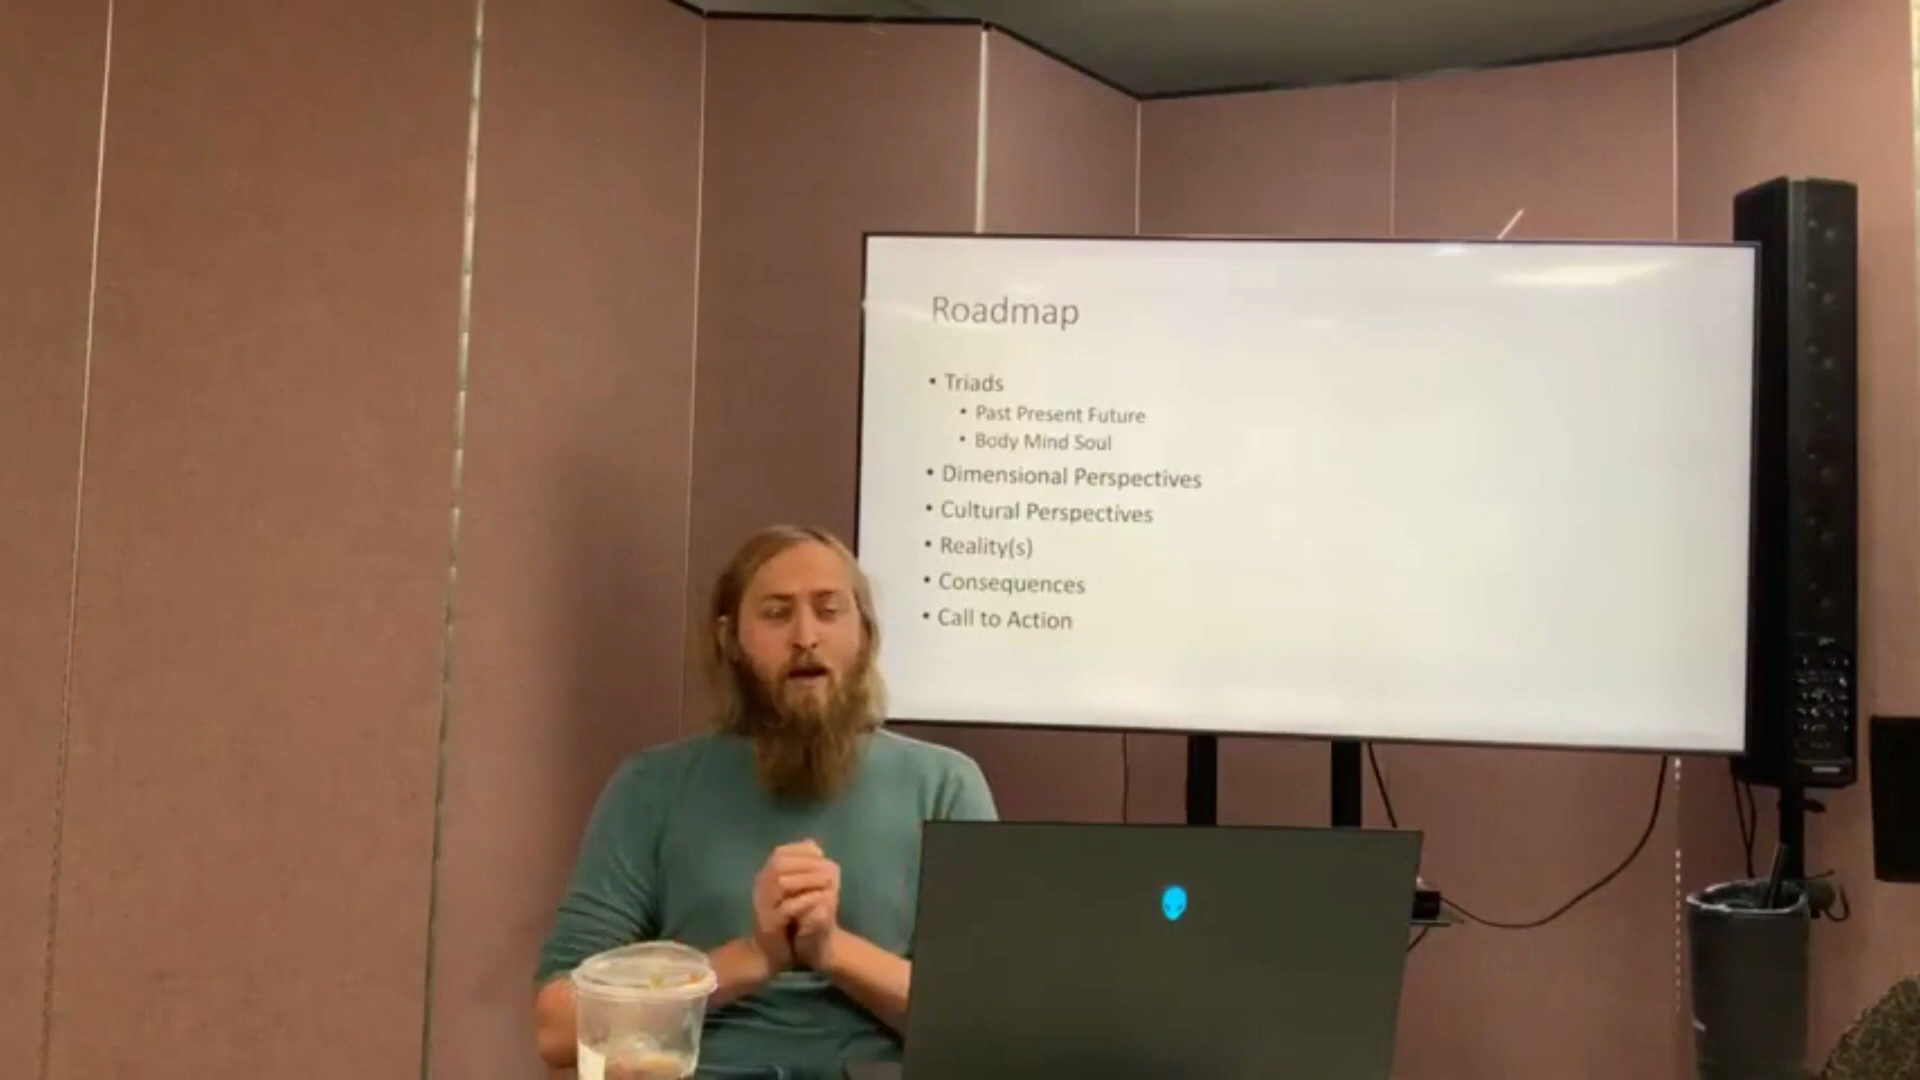 Roadmap
• Triads
• Past Present Future
• Body Mind Soul
• Dimensional Perspectives
• Cultural Perspectives
• Reality(s)
• Consequences
• Call to Action